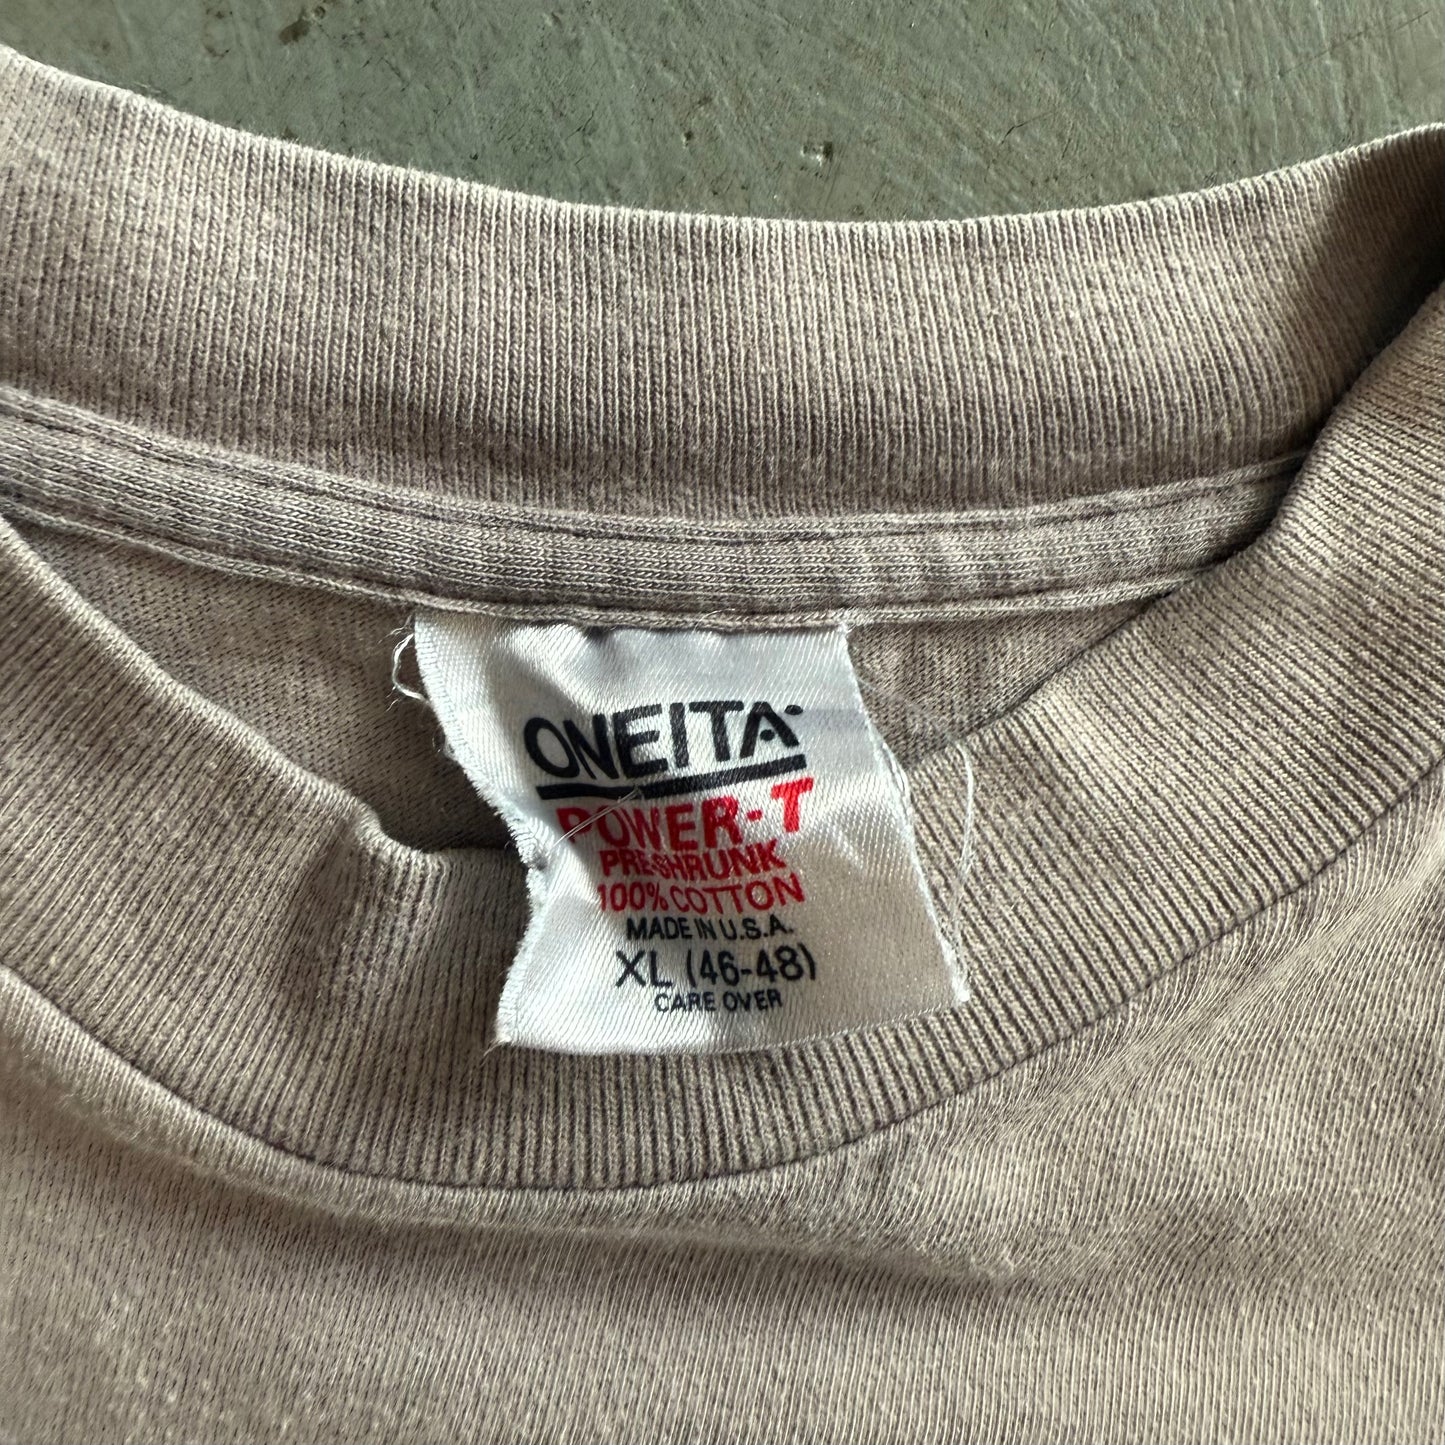 ONEITA
POWER-T
PRE-SHRUNK
100% COTTON
MADE IN U.S.A.
XL (46-48)
CARE OVER